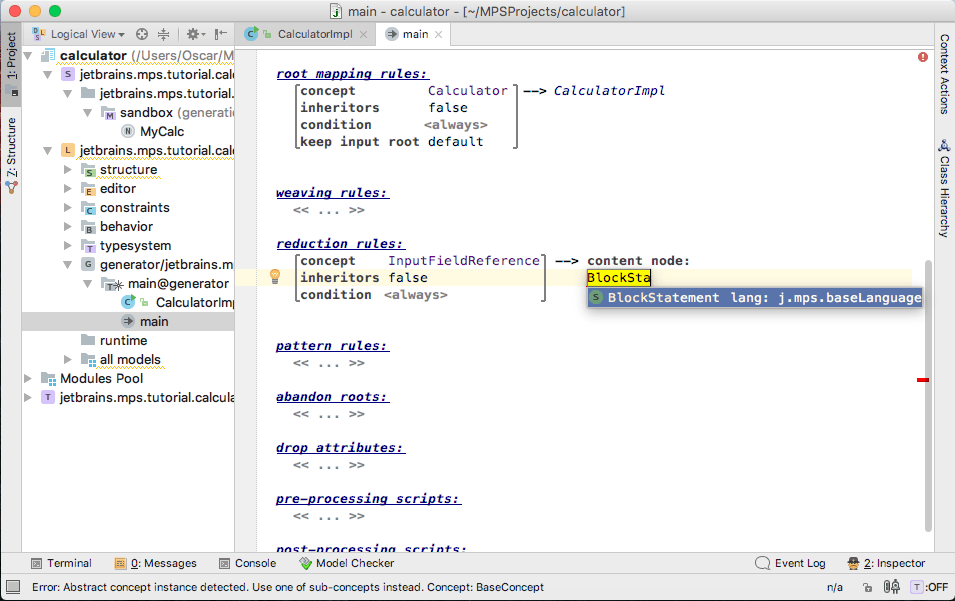 main - calculator - [~/MPSProjects/calculator]
Logical View
CalculatorImpl
main
1: Project
Z: Structure
calculator (/Users/Oscar/M
jetbrains.mps.tutorial.calc
jetbrains.mps.tutorial.
sandbox (generatio
MyCalc
jetbrains.mps.tutorial.calc
structure
editor
constraints
behavior
typesystem
generator/jetbrains.m
main@generator
CalculatorImp
main
runtime
all models
Modules Pool
jetbrains.mps.tutorial.calcula
root mapping rules:
concept Calculator --> CalculatorImpl
inheritors false
condition <always>
keep input root default
weaving rules:
<< ... >>
reduction rules:
concept InputFieldReference --> content node:
inheritors false BlockSta
condition <always> BlockStatement lang: j.mps.baseLanguage
pattern rules:
<< ... >>
abandon roots:
<< ... >>
drop attributes:
<< ... >>
pre-processing scripts:
<< ... >>
post-processing scripts:
Context Actions
Class Hierarchy
Terminal
0: Messages
Console
Model Checker
Event Log
2: Inspector
Error: Abstract concept instance detected. Use one of sub-concepts instead. Concept: BaseConcept
n/a
T :OFF